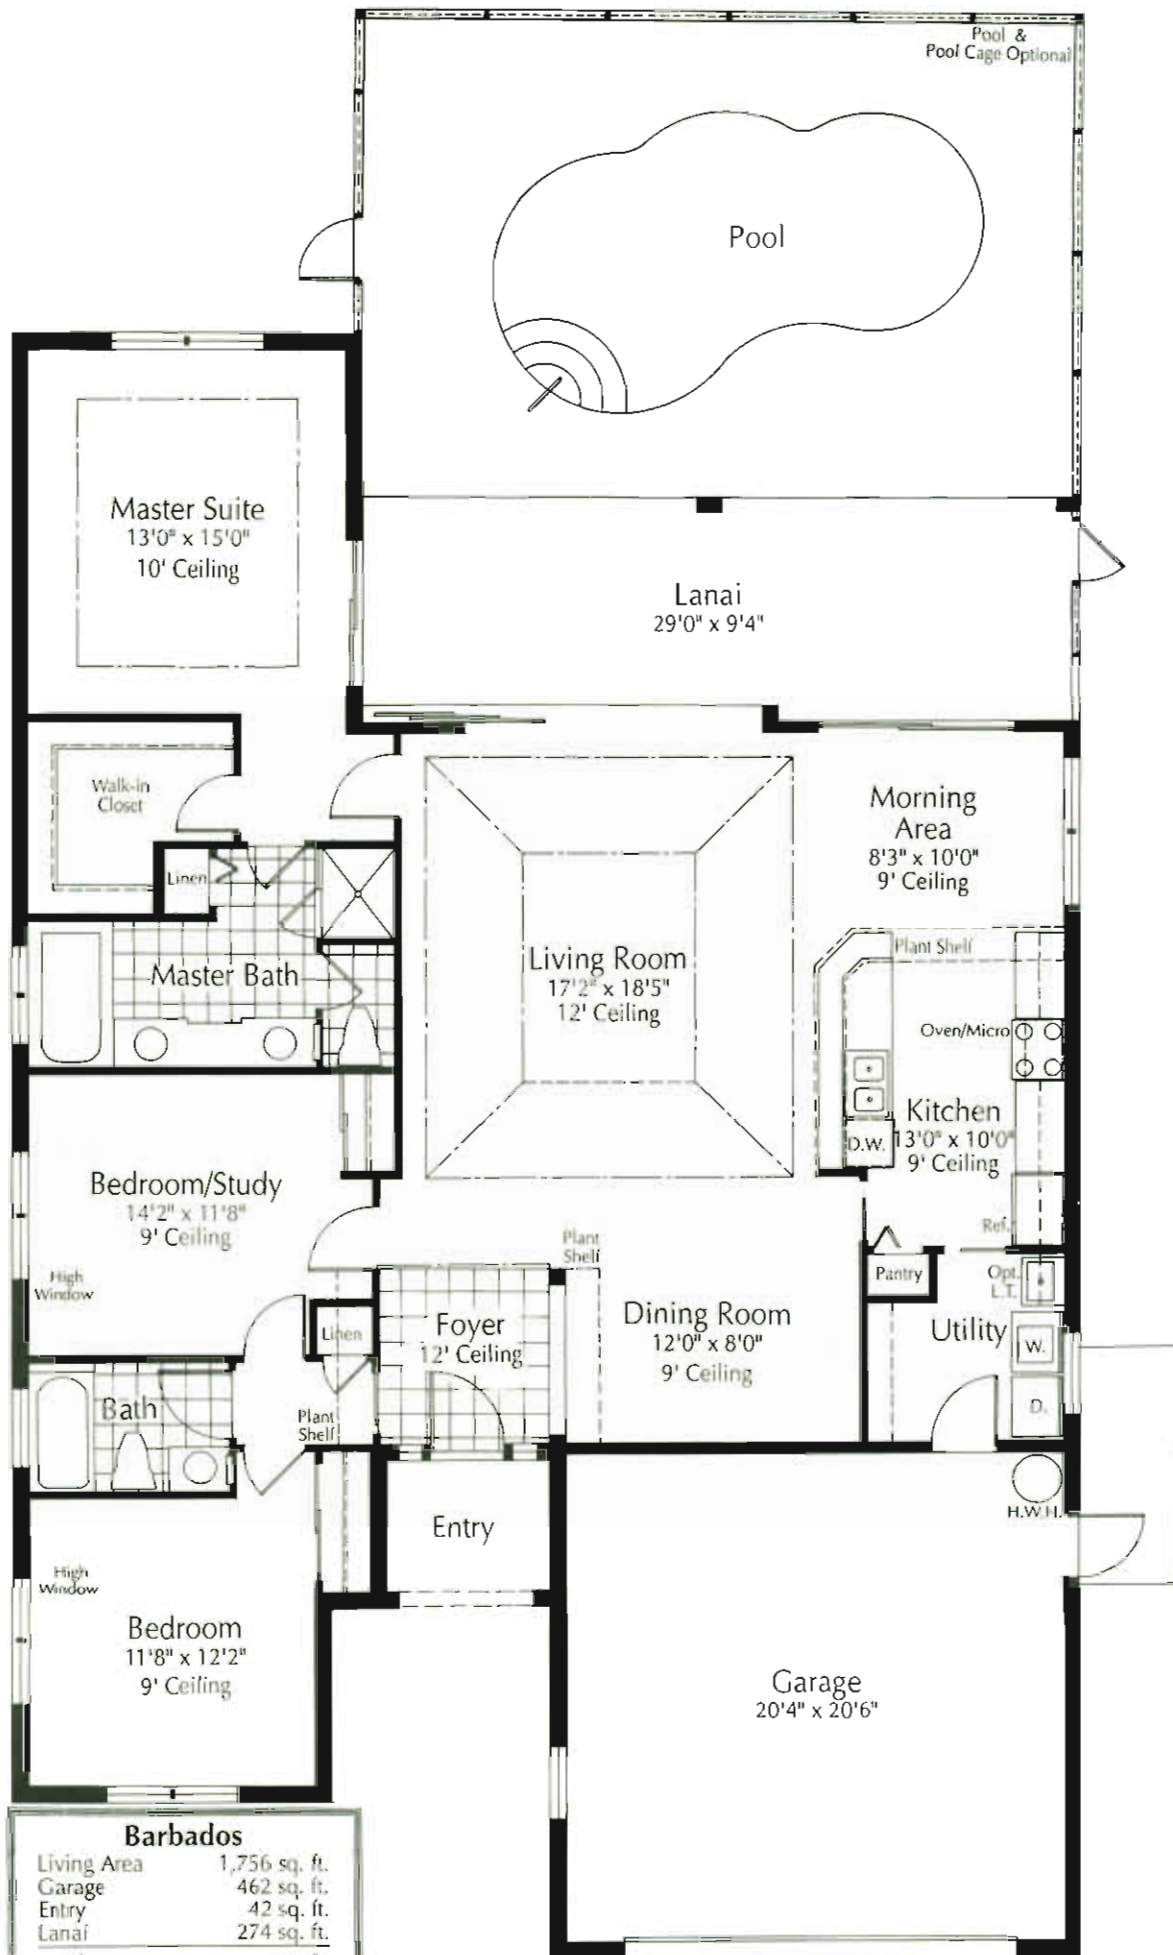 Pool &
Pool Cage Optional
Pool
Master Suite
13'0" x 15'0"
10' Ceiling
Lanai
29'0" x 9'4"
Walk-in
Closet
Morning
Area
8'3" x 10'0"
9' Ceiling
Linen
Plant Shelf
Living Room
17'2" x 18'5"
12' Ceiling
Master Bath
Oven/Micro
Kitchen
D.W.
13'0" x 10'0"
9' Ceiling
Bedroom/Study
14'2" x 11'8"
9' Ceiling
Ref.
Plant
Shelf
High
Window
Pantry
Opt.
L.T.
Linen
Foyer
12' Ceiling
Dining Room
12'0" x 8'0"
9' Ceiling
Utility
W.
D.
Bath
Plant
Shelf
Entry
H.W.H.
High
Window
Bedroom
11'8" x 12'2"
9' Ceiling
Garage
20'4" x 20'6"
Barbados
Living Area 1,756 sq. ft.
Garage 462 sq. ft.
Entry 42 sq. ft.
Lanai 274 sq. ft.